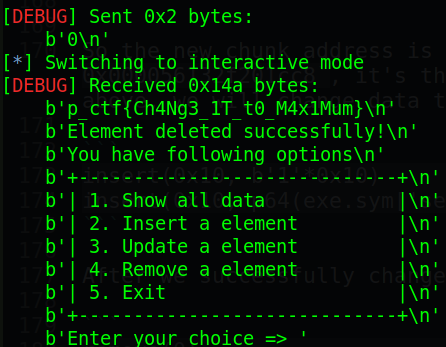 [DEBUG] Sent 0x2 bytes:
b'0\n'
[*] Switching to interactive mode
[DEBUG] Received 0x14a bytes:
b'p_ctf{Ch4Ng3_1T_t0_M4x1Mum}\n'
b'Element deleted successfully!\n'
b'You have following options\n'
b'+-----------------------------+\n'
b'| 1. Show all data            |\n'
b'| 2. Insert a element         |\n'
b'| 3. Update a element         |\n'
b'| 4. Remove a element         |\n'
b'| 5. Exit                     |\n'
b'+-----------------------------+\n'
b'Enter your choice => '